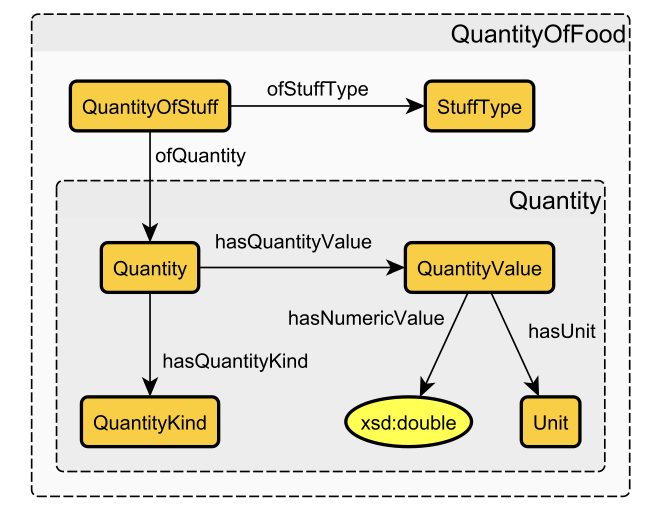 QuantityOfFood
QuantityOfStuff
ofStuffType
StuffType
ofQuantity
Quantity
Quantity
hasQuantityValue
QuantityValue
hasNumericValue
hasUnit
hasQuantityKind
QuantityKind
xsd:double
Unit